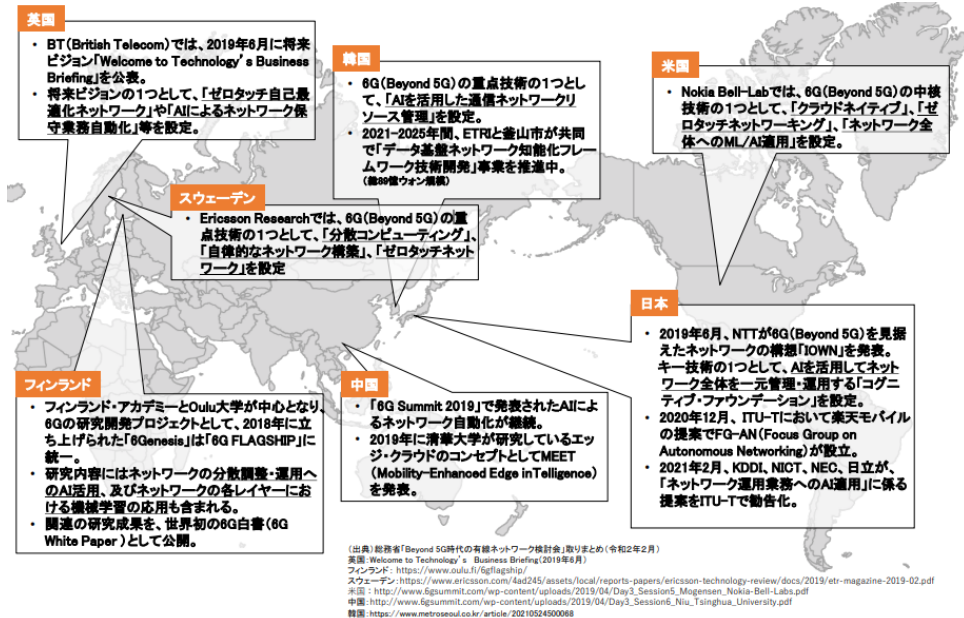 英国
• BT（British Telecom）では、2019年6月に将来
ビジョン「Welcome to Technology’s Business
Briefing」を公表。
• 将来ビジョンの1つとして、「ゼロタッチ自己最
適化ネットワーク」や「AIによるネットワーク保
守業務自動化」等を設定。
韓国
• 6G（Beyond 5G）の重点技術の1つとし
て、「AIを活用した通信ネットワークリ
ソース管理」を設定。
• 2021-2025年間、ETRIと釜山市が共同
で「データ基盤ネットワーク知能化フレー
ムワーク技術開発」事業を推進中。
（韓89億ウォン規模）
米国
• Nokia Bell-Labでは、6G（Beyond 5G）の中核
技術の1つとして、「クラウドネイティブ」、「ゼ
ロタッチネットワーキング」、「ネットワーク全
体へのML/AI適用」を設定。
スウェーデン
• Ericsson Researchでは、6G（Beyond 5G）の重
点技術の1つとして、「分散コンピューティング」、
「自律的なネットワーク構築」、「ゼロタッチネット
ワーク」を設定
フィンランド
• フィンランド・アカデミーとOulu大学が中心となり、
6Gの研究開発プロジェクトとして、2018年に立
ち上げられた「6Genesis」は「6G FLAGSHIP」に
統一。
• 研究内容にはネットワークの分散調整・運用へ
のAI活用、及びネットワークの各レイヤーにお
ける機械学習の応用も含まれる。
• 関連の研究成果を、世界初の6G白書（6G
White Paper ）として公開。
中国
• 「6G Summit 2019」で発表されたAIによ
るネットワーク自動化が継続。
• 2019年に清華大学が研究しているエッ
ジ・クラウドのコンセプトとしてMEET
（Mobility-Enhanced Edge inTelligence）
を発表。
日本
• 2019年6月、NTTが6G（Beyond 5G）を見据
えたネットワークの構想「IOWN」を発表。
キー技術の1つとして、AIを活用してネット
ワーク全体を一元管理・運用する「コグニ
ティブ・ファウンデーション」を設定。
• 2020年12月、ITU-Tにおいて楽天モバイル
の提案でFG-AN（Focus Group on
Autonomous Networking）が設立。
• 2021年2月、KDDI、NICT、NEC、日立が、
「ネットワーク運用業務へのAI適用」に係る
提案をITU-Tで勧告化。
（出典）総務省「Beyond 5G時代の有線ネットワーク検討会」取りまとめ（令和2年2月）
英国：Welcome to Technology’s Business Briefing（2019年6月）
フィンランド： https://www.oulu.fi/6gflagship/
スウェーデン：https://www.ericsson.com/4ad245/assets/local/reports-papers/ericsson-technology-review/docs/2019/etr-magazine-2019-02.pdf
米国：http://www.6gsummit.com/wp-content/uploads/2019/04/Day3_Session5_Mogensen_Nokia-Bell-Labs.pdf
中国：http://www.6gsummit.com/wp-content/uploads/2019/04/Day3_Session6_Niu_Tsinghua_University.pdf
韓国：https://www.metroseoul.co.kr/article/20210524500068